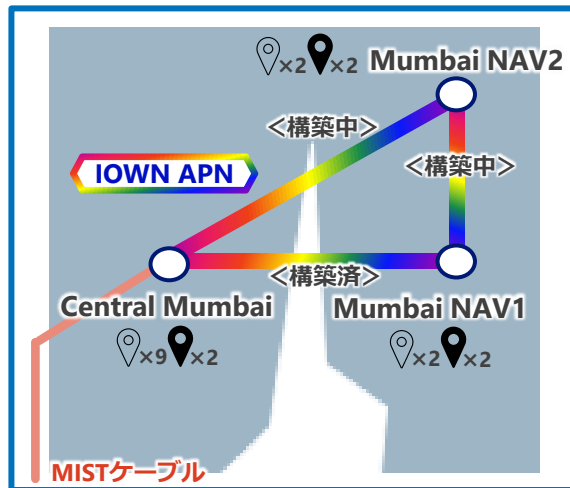 ×2 ×2
Mumbai NAV2
<構築中>
<構築中>
IOWN APN
<構築済>
Central Mumbai
Mumbai NAV1
×9 ×2
×2 ×2
MISTケーブル